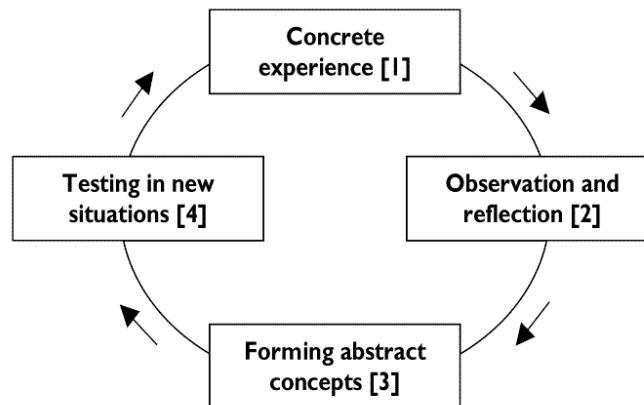 Concrete
experience [1]
Observation and
reflection [2]
Forming abstract
concepts [3]
Testing in new
situations [4]